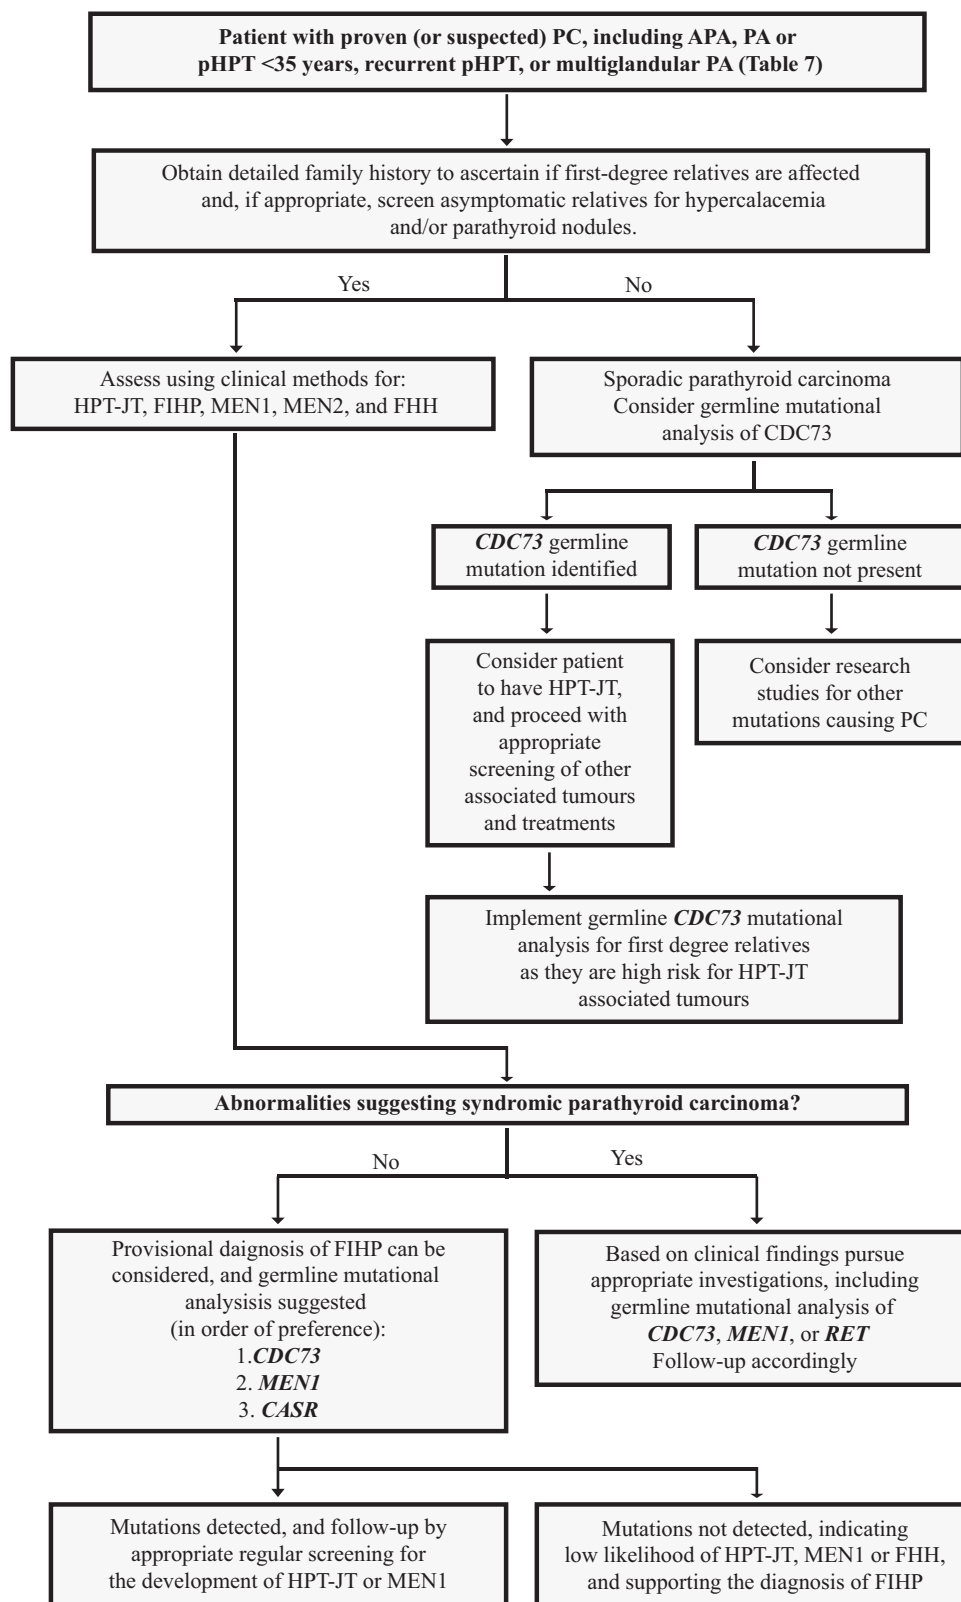 Patient with proven (or suspected) PC, including APA, PA or
pHPT <35 years, recurrent pHPT, or multiglandular PA (Table 7)
Obtain detailed family history to ascertain if first-degree relatives are affected
and, if appropriate, screen asymptomatic relatives for hypercalacemia
and/or parathyroid nodules.
Yes
No
Assess using clinical methods for:
HPT-JT, FIHP, MEN1, MEN2, and FHH
Sporadic parathyroid carcinoma
Consider germline mutational
analysis of CDC73
CDC73 germline
mutation identified
CDC73 germline
mutation not present
Consider patient
to have HPT-JT,
and proceed with
appropriate
screening of other
associated tumours
and treatments
Consider research
studies for other
mutations causing PC
Implement germline CDC73 mutational
analysis for first degree relatives
as they are high risk for HPT-JT
associated tumours
Abnormalities suggesting syndromic parathyroid carcinoma?
No
Yes
Provisional daignosis of FIHP can be
considered, and germline mutational
analysisis suggested
(in order of preference):
1.CDC73
2. MEN1
3. CASR
Based on clinical findings pursue
appropriate investigations, including
germline mutational analysis of
CDC73, MEN1, or RET
Follow-up accordingly
Mutations detected, and follow-up by
appropriate regular screening for
the development of HPT-JT or MEN1
Mutations not detected, indicating
low likelihood of HPT-JT, MEN1 or FHH,
and supporting the diagnosis of FIHP